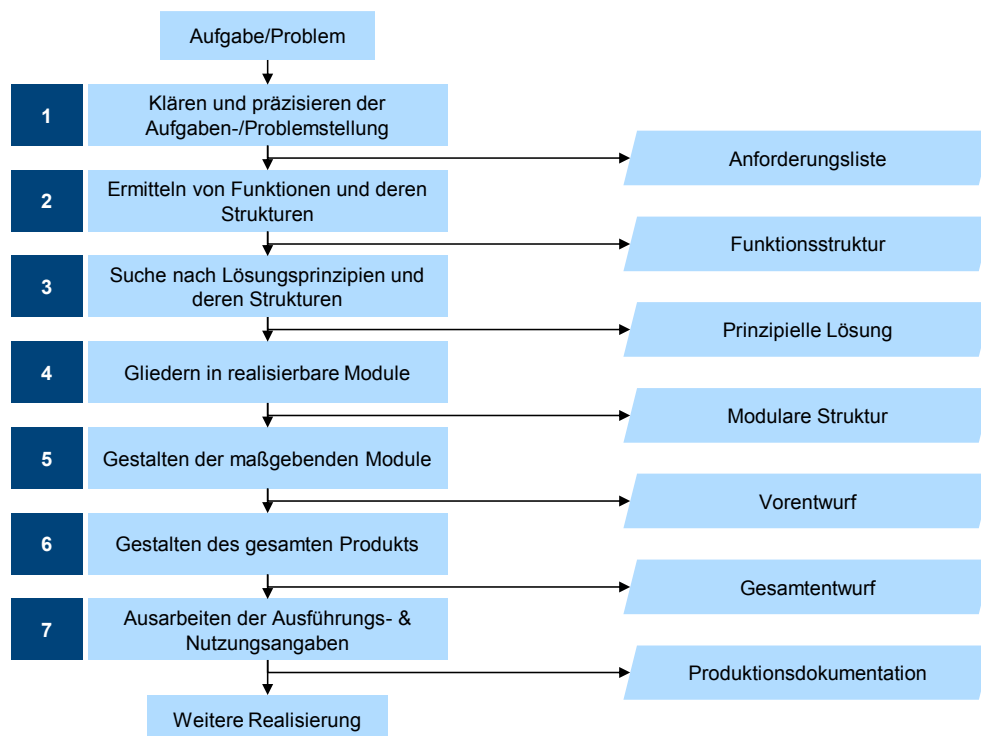 Aufgabe/Problem
1
Klären und präzisieren der
Aufgaben-/Problemstellung
Anforderungsliste
2
Ermitteln von Funktionen und deren
Strukturen
Funktionsstruktur
3
Suche nach Lösungsprinzipien und
deren Strukturen
Prinzipielle Lösung
4
Gliedern in realisierbare Module
Modulare Struktur
5
Gestalten der maßgebenden Module
Vorentwurf
6
Gestalten des gesamten Produkts
Gesamtentwurf
7
Ausarbeiten der Ausführungs- &
Nutzungsangaben
Produktionsdokumentation
Weitere Realisierung